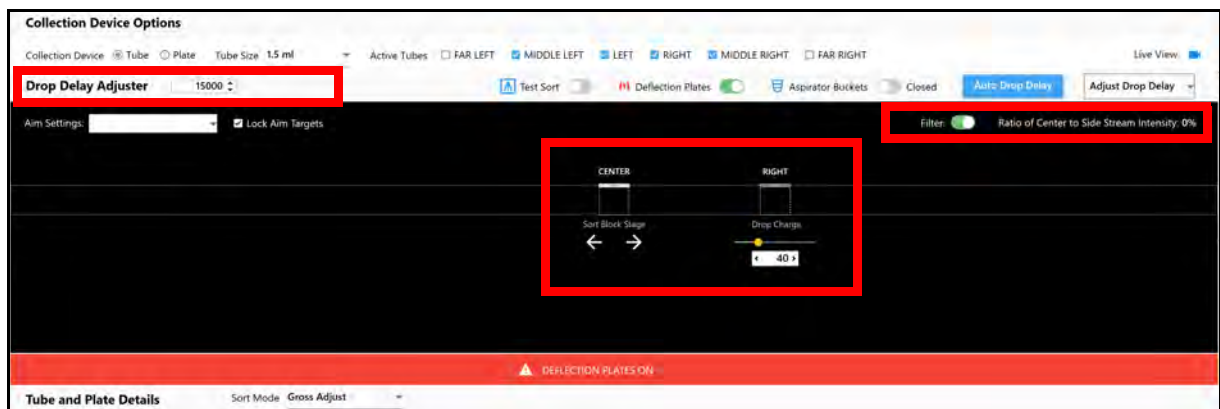 Collection Device Options
Collection Device Tube Plate Tube Size 1.5 ml Active Tubes FAR LEFT MIDDLE LEFT LEFT RIGHT MIDDLE RIGHT FAR RIGHT Live View
Drop Delay Adjuster 15000 Test Sort Deflection Plates Aspirator Buckets Closed Auto Drop Delay Adjust Drop Delay
Aim Settings: Lock Aim Targets Filter: Ratio of Center to Side Stream Intensity: 0%
CENTER RIGHT
Sort Block Stage Drop Charge
40
DEFLECTION PLATES ON
Tube and Plate Details Sort Mode Gross Adjust